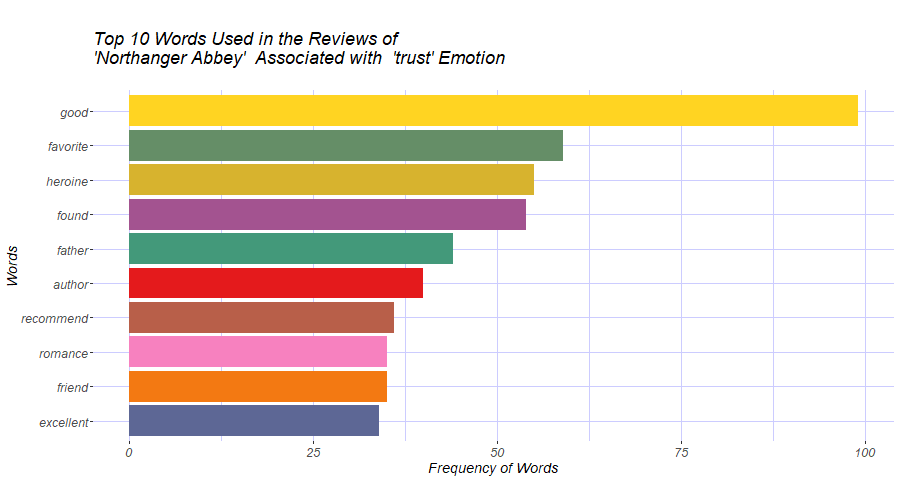 Top 10 Words Used in the Reviews of
'Northanger Abbey'  Associated with  'trust' Emotion
Words
good
favorite
heroine
found
father
author
recommend
romance
friend
excellent
0 25 50 75 100
Frequency of Words